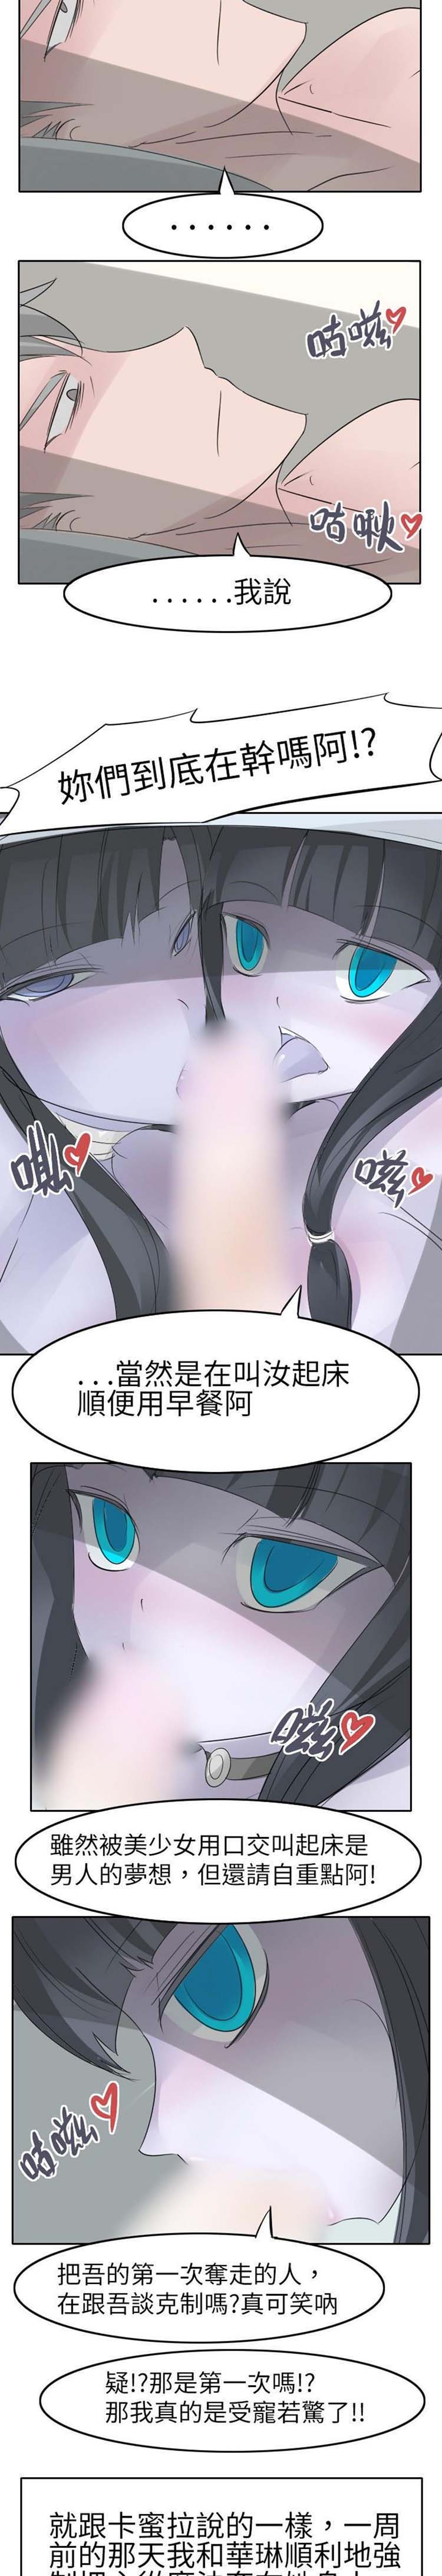 ......
咕滋
咕啾
......我說
妳們到底在幹嗎阿!?
嘶
滋
...當然是在叫汝起床
順便用早餐阿
滋
雖然被美少女用口交叫起床是
男人的夢想，但還請自重點阿!
咕滋
把吾的第一次奪走的人，
在跟吾談克制嗎?真可笑吶
疑!?那是第一次嗎!?
那我真的是受寵若驚了!!
就跟卡蜜拉說的一樣，一周
前的那天我和華琳順利地強